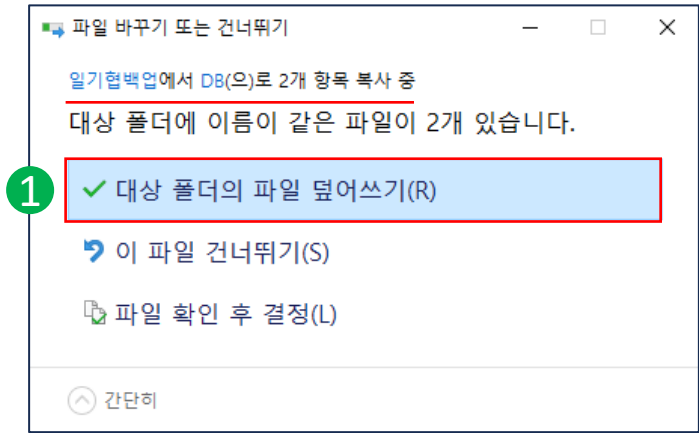 파일 바꾸기 또는 건너뛰기
일기협백업에서 DB(으)로 2개 항목 복사 중
대상 폴더에 이름이 같은 파일이 2개 있습니다.
1
대상 폴더의 파일 덮어쓰기(R)
이 파일 건너뛰기(S)
파일 확인 후 결정(L)
간단히